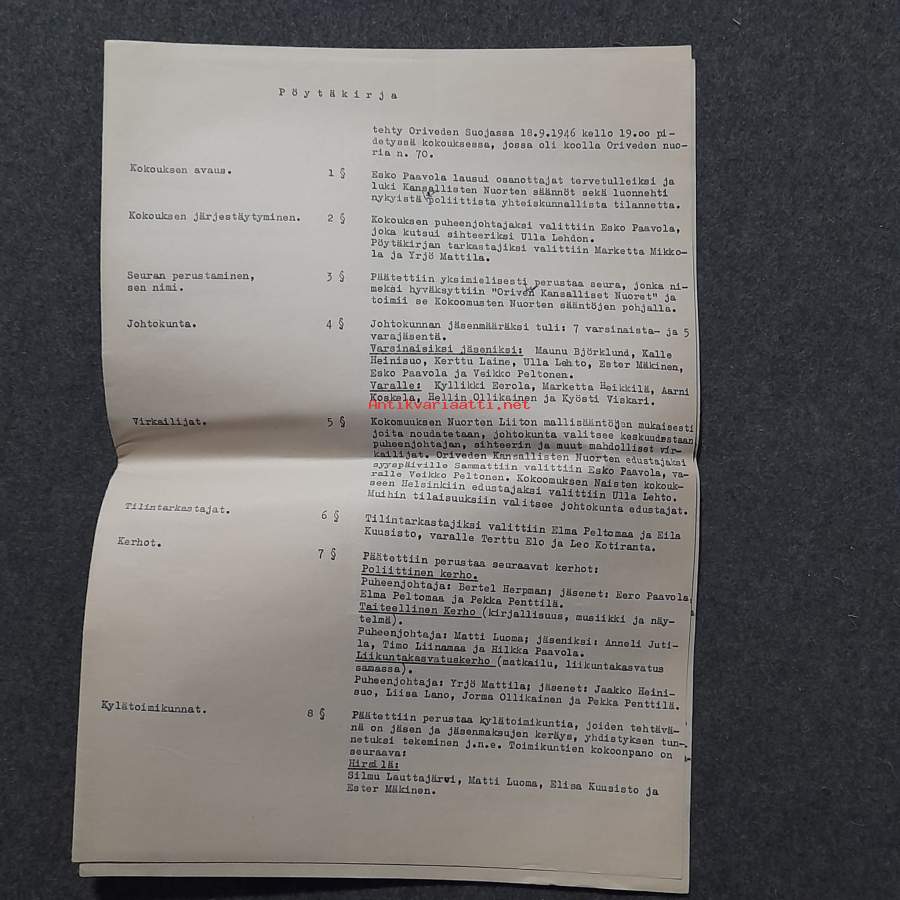 Pöytäkirja
tehty Oriveden Suojassa 18.9.1946 kello 19.oo pi-
detyssä kokouksessa, jossa oli koolla Oriveden nuo-
ria n. 70.
Kokouksen avaus. 1 § Esko Paavola lausui osanottajat tervetulleiksi ja
luki Kansallisten Nuorten säännöt sekä luonnehti
nykyistä poliittista yhteiskunnallista tilannetta.
Kokouksen järjestäytyminen. 2 § Kokouksen puheenjohtajaksi valittiin Esko Paavola,
joka kutsui sihteeriksi Ulla Lehdon.
Pöytäkirjan tarkastajiksi valittiin Marketta Mikko-
la ja Yrjö Mattila.
Seuran perustaminen, 3 § Päätettiin yksimielisesti perustaa seura, jonka ni-
sen nimi. meksi hyväksyttiin "Oriven Kansalliset Nuoret" ja
toimii se Kokoomusten Nuorten sääntöjen pohjalla.
Johtokunta. 4 § Johtokunnan jäsenmääräksi tuli: 7 varsinaista- ja 5
varajäsentä.
Varsinaisiksi jäseniksi: Maunu Björklund, Kalle
Heinisuo, Kerttu Laine, Ulla Lehto, Ester Mäkinen,
Esko Paavola ja Veikko Peltonen.
Varalle: Kyllikki Eerola, Marketta Heikkilä, Aarni
Koskela, Hellin Ollikainen ja Kyösti Viskari.
Antikvariaatti.net
Virkailijat. 5 § Kokomuuksen Nuorten Liiton mallisääntöjen mukaisesti
joita noudatetaan, johtokunta valitsee keskuudestaan
puheenjohtajan, sihteerin ja muut mahdolliset vir-
kailijat. Oriveden Kansallisten Nuorten edustajaksi
syyspäiville Sammattiin valittiin Esko Paavola, va-
ralle Veikko Peltonen. Kokoomuksen Naisten kokouk-
seen Helsinkiin edustajaksi valittiin Ulla Lehto.
Muihin tilaisuuksiin valitsee johtokunta edustajat.
Tilintarkastajat. 6 § Tilintarkastajiksi valittiin Elma Peltomaa ja Eila
Kuusisto, varalle Terttu Elo ja Leo Kotiranta.
Kerhot. 7 § Päätettiin perustaa seuraavat kerhot:
Poliittinen kerho.
Puheenjohtaja: Bertel Herpman; jäsenet: Eero Paavola
Elma Peltomaa ja Pekka Penttilä.
Taiteellinen Kerho (kirjallisuus, musiikki ja näy-
telmä).
Puheenjohtaja: Matti Luoma; jäseniksi: Anneli Juti-
la, Timo Liinamaa ja Hilkka Paavola.
Liikuntakasvatuskerho (matkailu, liikuntakasvatus
samassa).
Puheenjohtaja: Yrjö Mattila; jäsenet: Jaakko Heini-
suo, Liisa Lano, Jorma Ollikainen ja Pekka Penttilä.
Kylätoimikunnat. 8 § Päätettiin perustaa kylätoimikuntia, joiden tehtävä-
nä on jäsen ja jäsenmaksujen keräys, yhdistyksen tun-
netuksi tekeminen j.n.e. Toimikuntien kokoonpano on
seuraava:
Hirsilä:
Silmu Lauttajärvi, Matti Luoma, Elisa Kuusisto ja
Ester Mäkinen.